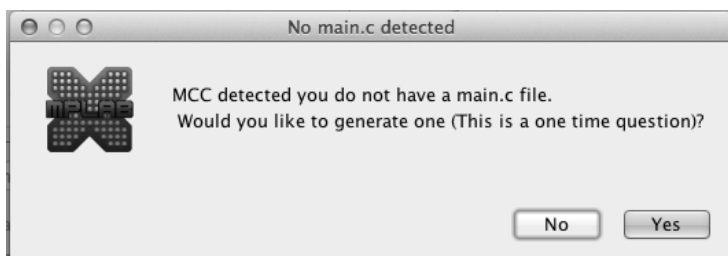 No main.c detected
MPLAB
MCC detected you do not have a main.c file.
Would you like to generate one (This is a one time question)?
No
Yes